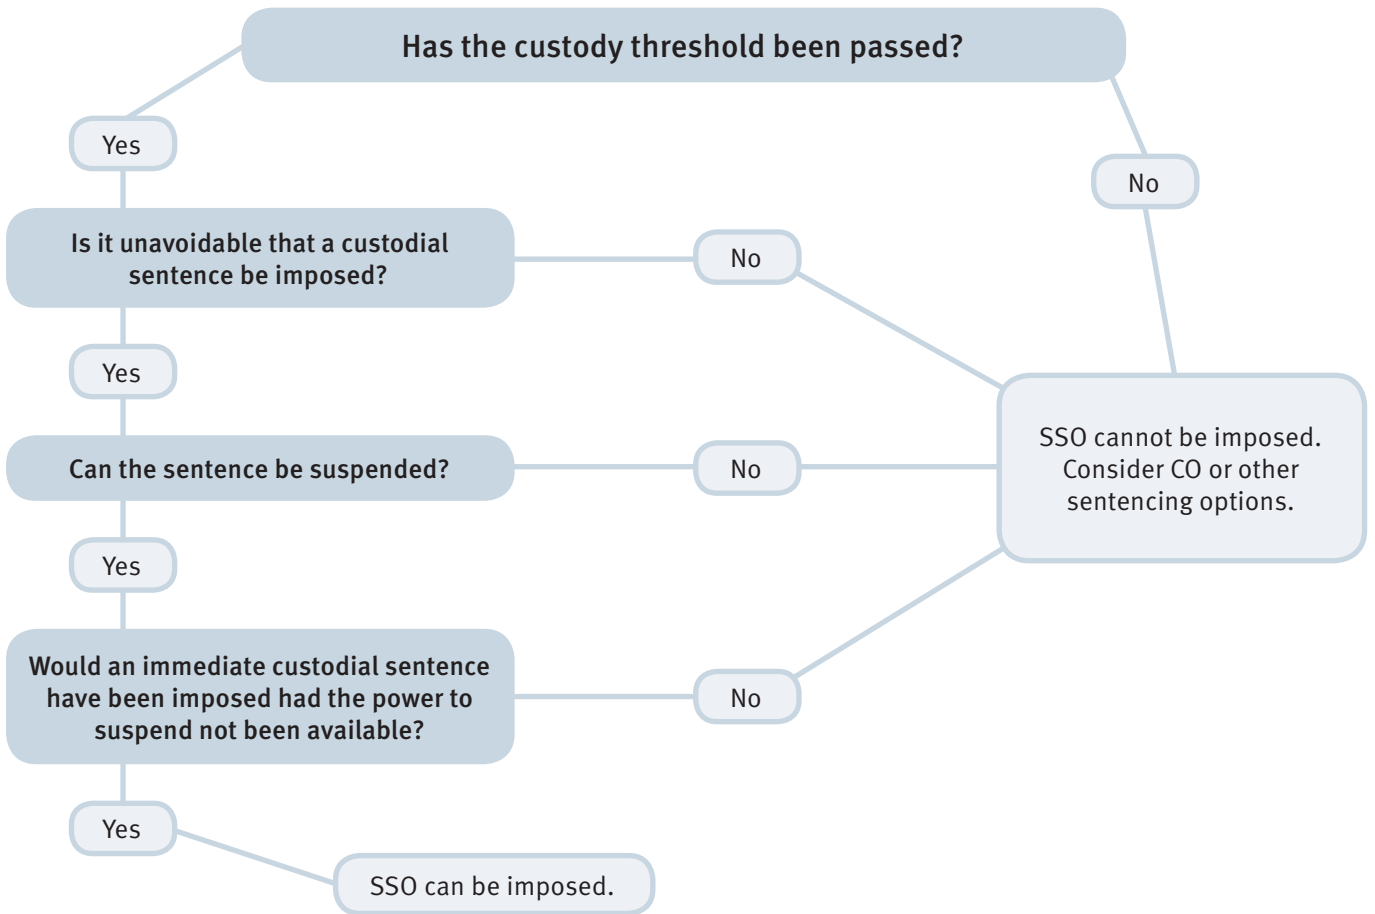 Has the custody threshold been passed?
Yes
No
Is it unavoidable that a custodial
sentence be imposed?
No
Yes
SSO cannot be imposed.
Consider CO or other
sentencing options.
Can the sentence be suspended?
No
Yes
Would an immediate custodial sentence
have been imposed had the power to
suspend not been available?
No
Yes
SSO can be imposed.